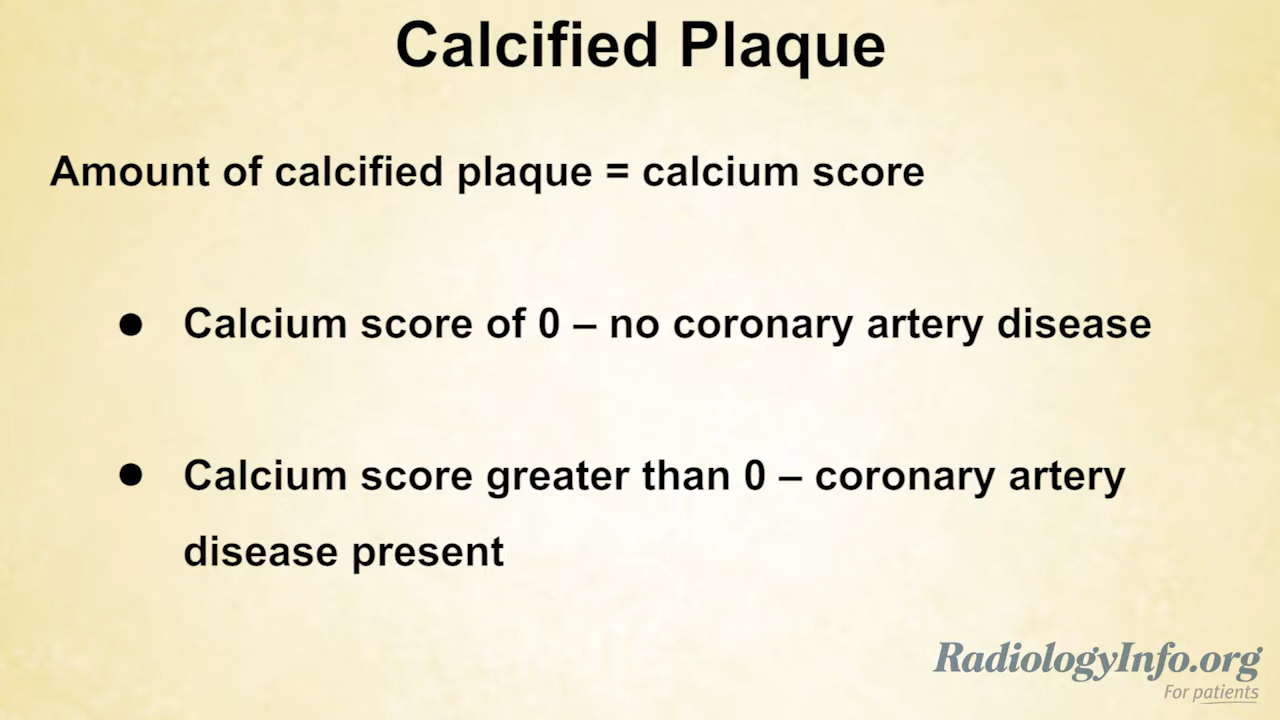 Calcified Plaque
Amount of calcified plaque = calcium score
● Calcium score of 0 – no coronary artery disease
● Calcium score greater than 0 – coronary artery
disease present
RadiologyInfo.org
For patients